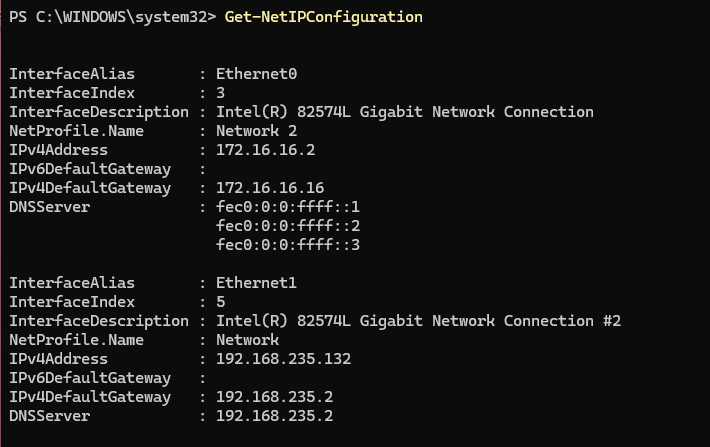 PS C:\WINDOWS\system32> Get-NetIPConfiguration
InterfaceAlias : Ethernet0
InterfaceIndex : 3
InterfaceDescription : Intel(R) 82574L Gigabit Network Connection
NetProfile.Name : Network 2
IPv4Address : 172.16.16.2
IPv6DefaultGateway :
IPv4DefaultGateway : 172.16.16.16
DNSServer : fec0:0:0:ffff::1
fec0:0:0:ffff::2
fec0:0:0:ffff::3
InterfaceAlias : Ethernet1
InterfaceIndex : 5
InterfaceDescription : Intel(R) 82574L Gigabit Network Connection #2
NetProfile.Name : Network
IPv4Address : 192.168.235.132
IPv6DefaultGateway :
IPv4DefaultGateway : 192.168.235.2
DNSServer : 192.168.235.2